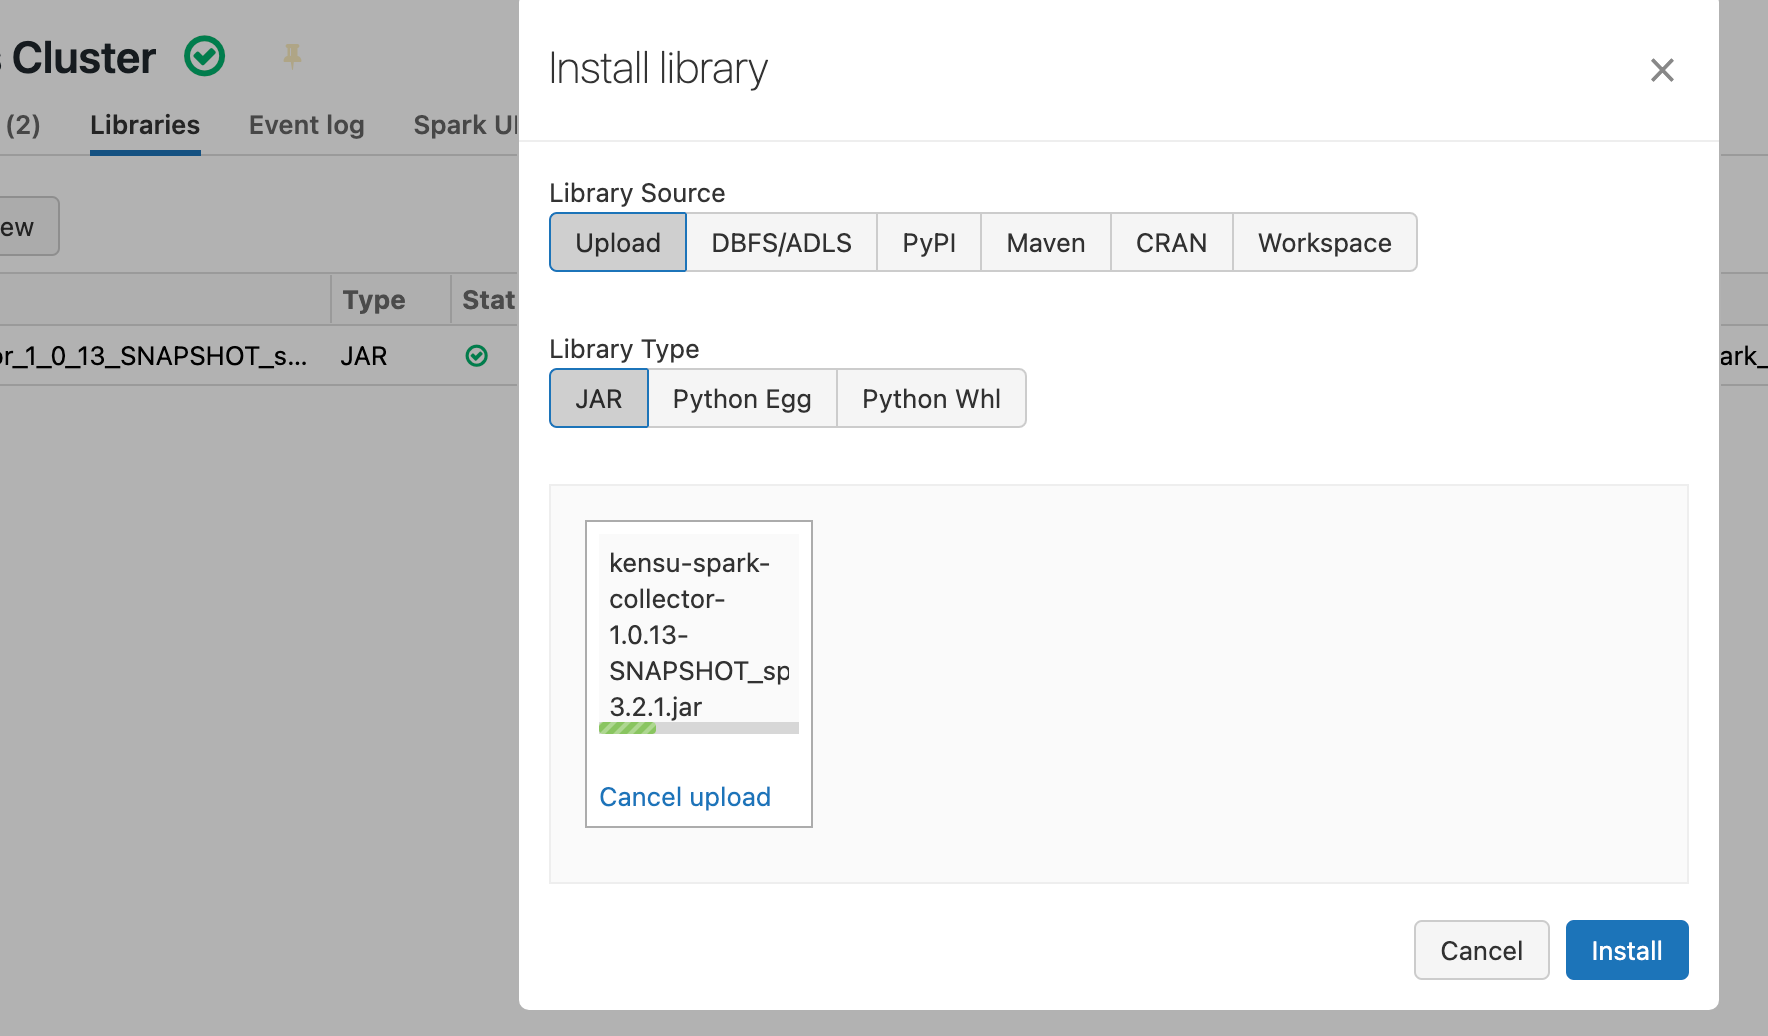 Cluster
(2)
Libraries
Event log
Spark UI
ew
Type
Stat
or_1_0_13_SNAPSHOT_s...
JAR
ark_
Install library
Library Source
Upload
DBFS/ADLS
PyPI
Maven
CRAN
Workspace
Library Type
JAR
Python Egg
Python Whl
kensu-spark-
collector-
1.0.13-
SNAPSHOT_sp
3.2.1.jar
Cancel upload
Cancel
Install